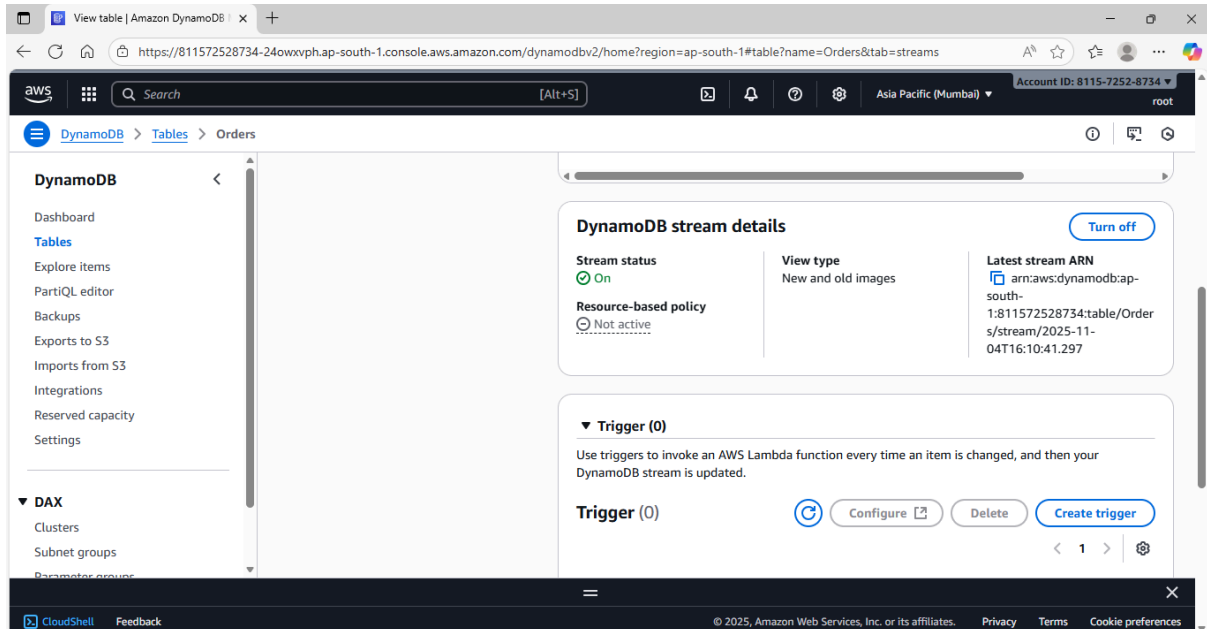 View table | Amazon DynamoDB
https://811572528734-24owxvph.ap-south-1.console.aws.amazon.com/dynamodbv2/home?region=ap-south-1#table?name=Orders&tab=streams
aws
Search
[Alt+S]
Asia Pacific (Mumbai)
Account ID: 8115-7252-8734
root
DynamoDB > Tables > Orders
DynamoDB
Dashboard
Tables
Explore items
PartiQL editor
Backups
Exports to S3
Imports from S3
Integrations
Reserved capacity
Settings
DAX
Clusters
Subnet groups
Parameter groups
DynamoDB stream details
Turn off
Stream status
On
Resource-based policy
Not active
View type
New and old images
Latest stream ARN
arn:aws:dynamodb:ap-
south-
1:811572528734:table/Order
s/stream/2025-11-
04T16:10:41.297
Trigger (0)
Use triggers to invoke an AWS Lambda function every time an item is changed, and then your
DynamoDB stream is updated.
Trigger (0)
Configure
Delete
Create trigger
1
CloudShell
Feedback
© 2025, Amazon Web Services, Inc. or its affiliates.
Privacy
Terms
Cookie preferences